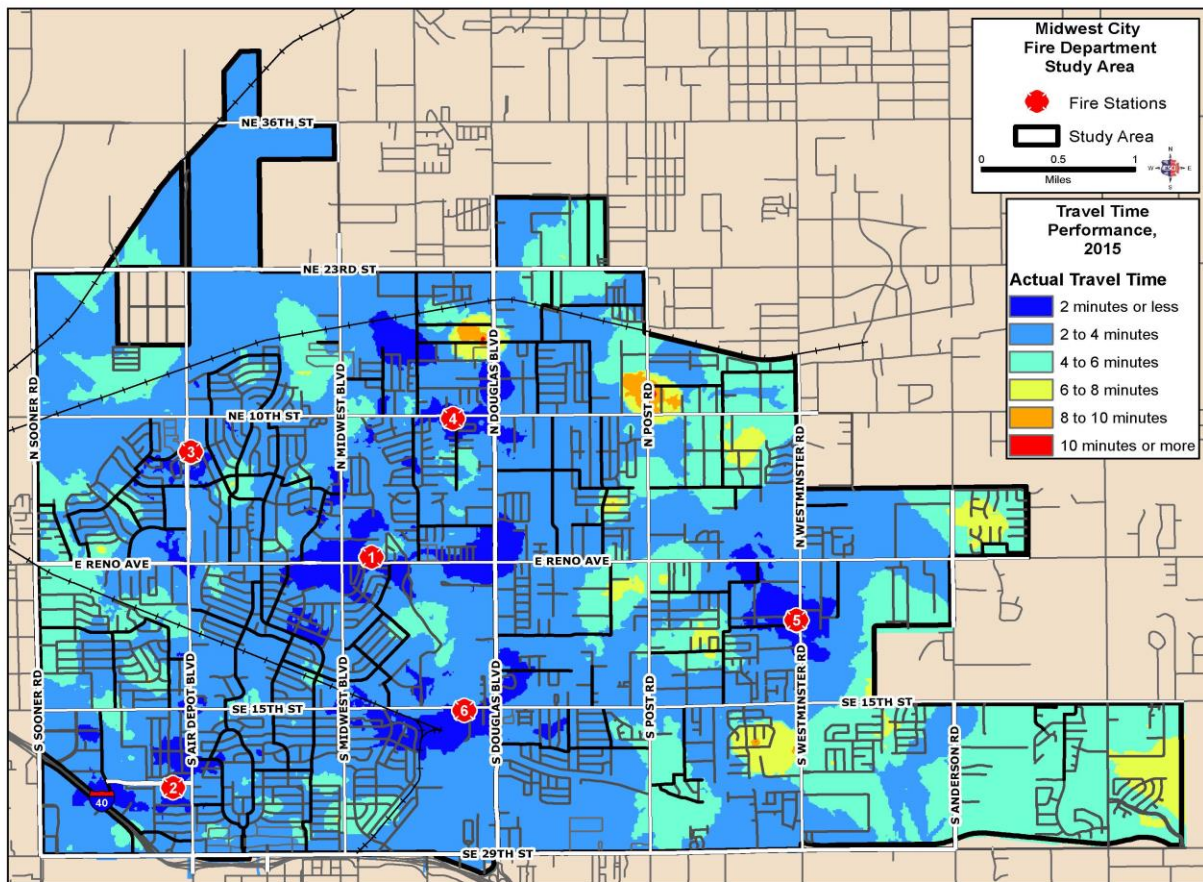 Midwest City
Fire Department
Study Area
Fire Stations
Study Area
0 0.5 1
Miles
N
W E
S
Travel Time
Performance,
2015
Actual Travel Time
2 minutes or less
2 to 4 minutes
4 to 6 minutes
6 to 8 minutes
8 to 10 minutes
10 minutes or more
NE 36TH ST
NE 23RD ST
N SOONER RD
N MIDWEST BLVD
N DOUGLAS BLVD
N POST RD
NE 10TH ST
4
3
N WESTMINSTER RD
1
E RENO AVE
E RENO AVE
5
S SOONER RD
S AIR DEPOT BLVD
S MIDWEST BLVD
S DOUGLAS BLVD
S POST RD
S WESTMINSTER RD
S ANDERSON RD
SE 15TH ST
6
SE 15TH ST
2
40
SE 29TH ST